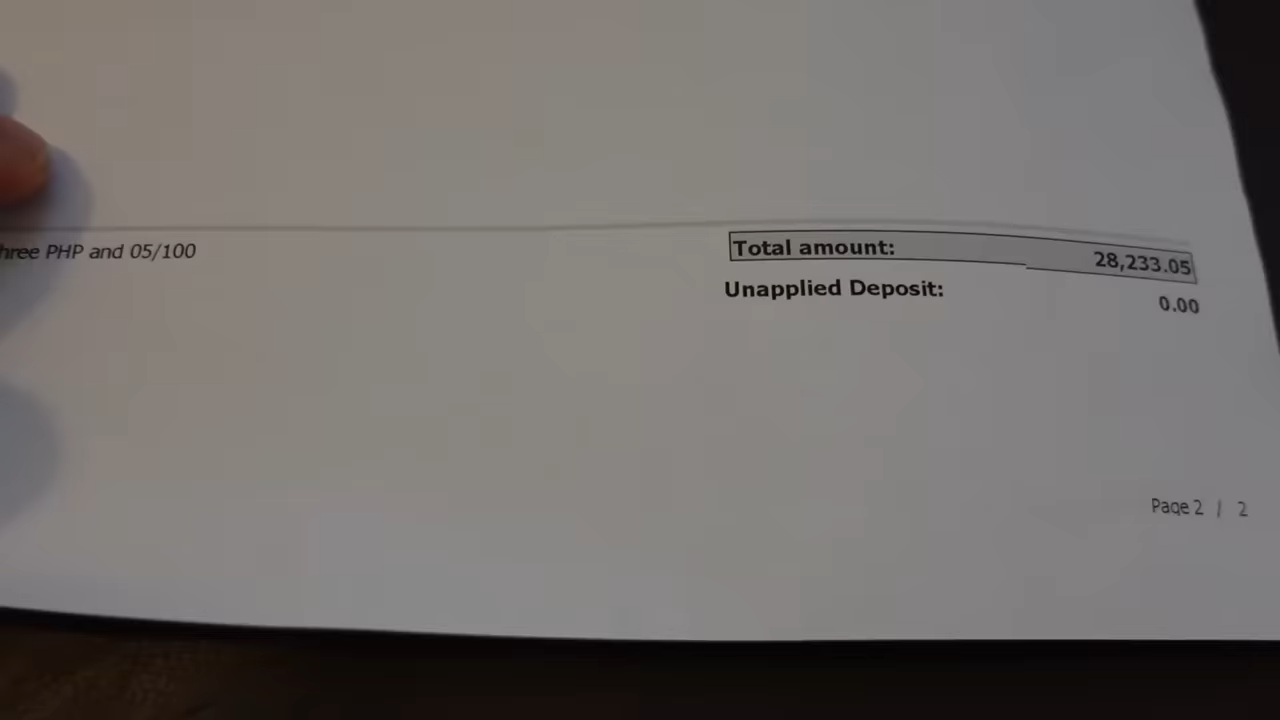 hree PHP and 05/100
Total amount: 28,233.05
Unapplied Deposit: 0.00
Page 2 / 2